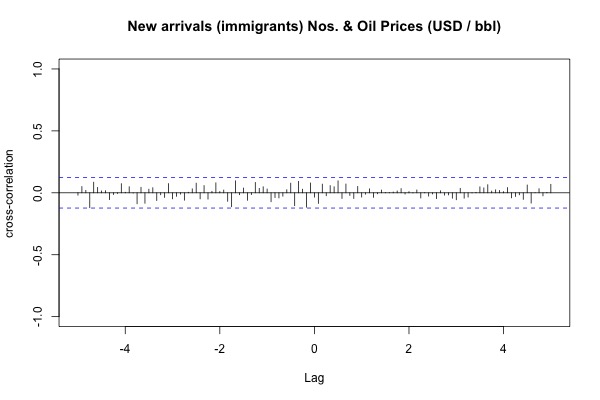 New arrivals (immigrants) Nos. & Oil Prices (USD / bbl)
cross-correlation
1.0
0.5
0.0
-0.5
-1.0
-4 -2 0 2 4
Lag